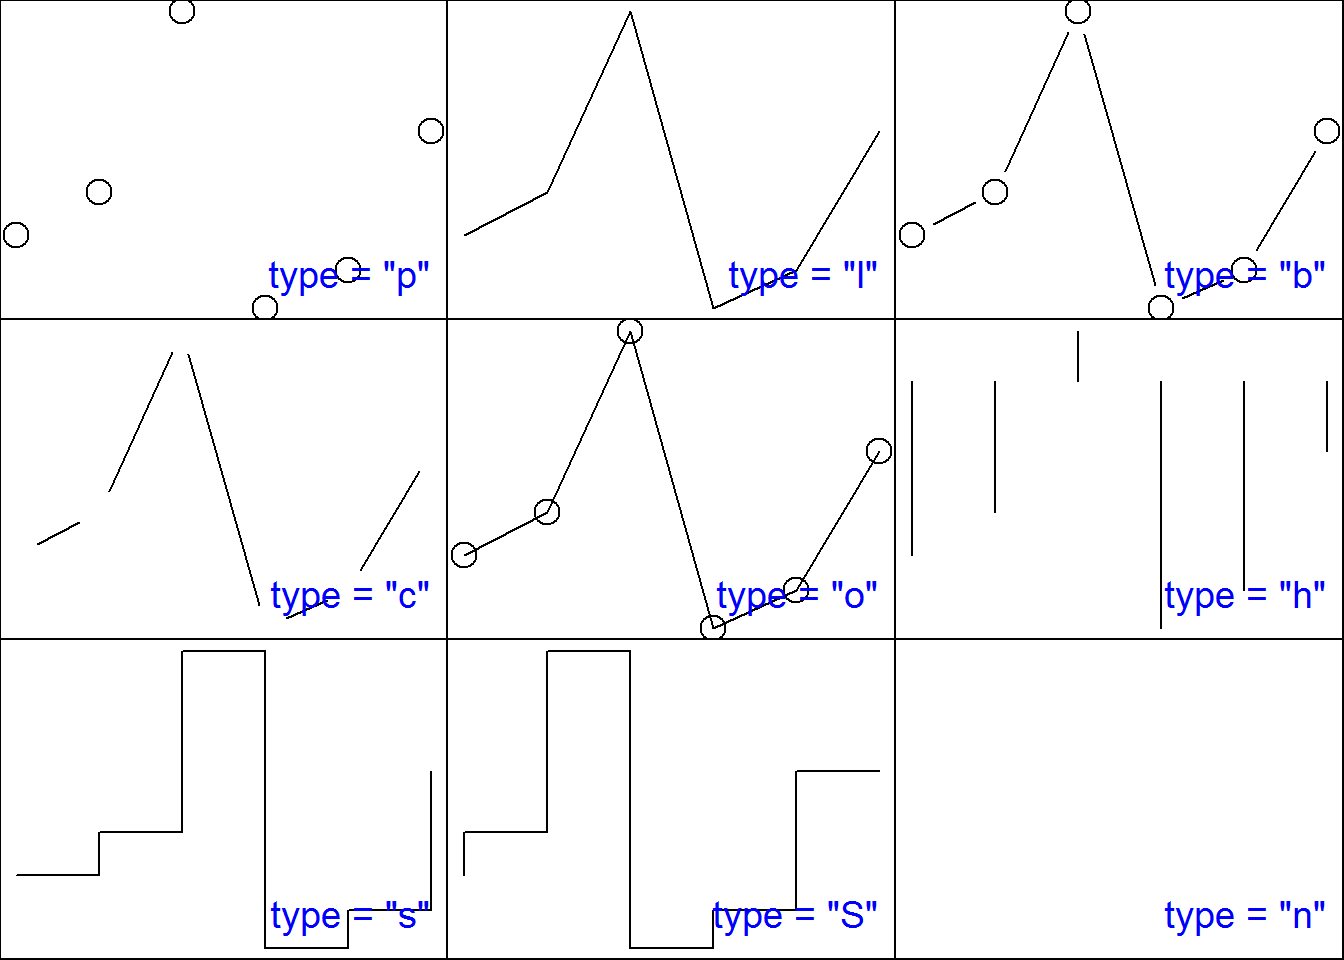 type = "p"
type = "l"
type = "b"
type = "c"
type = "o"
type = "h"
type = "s"
type = "S"
type = "n"